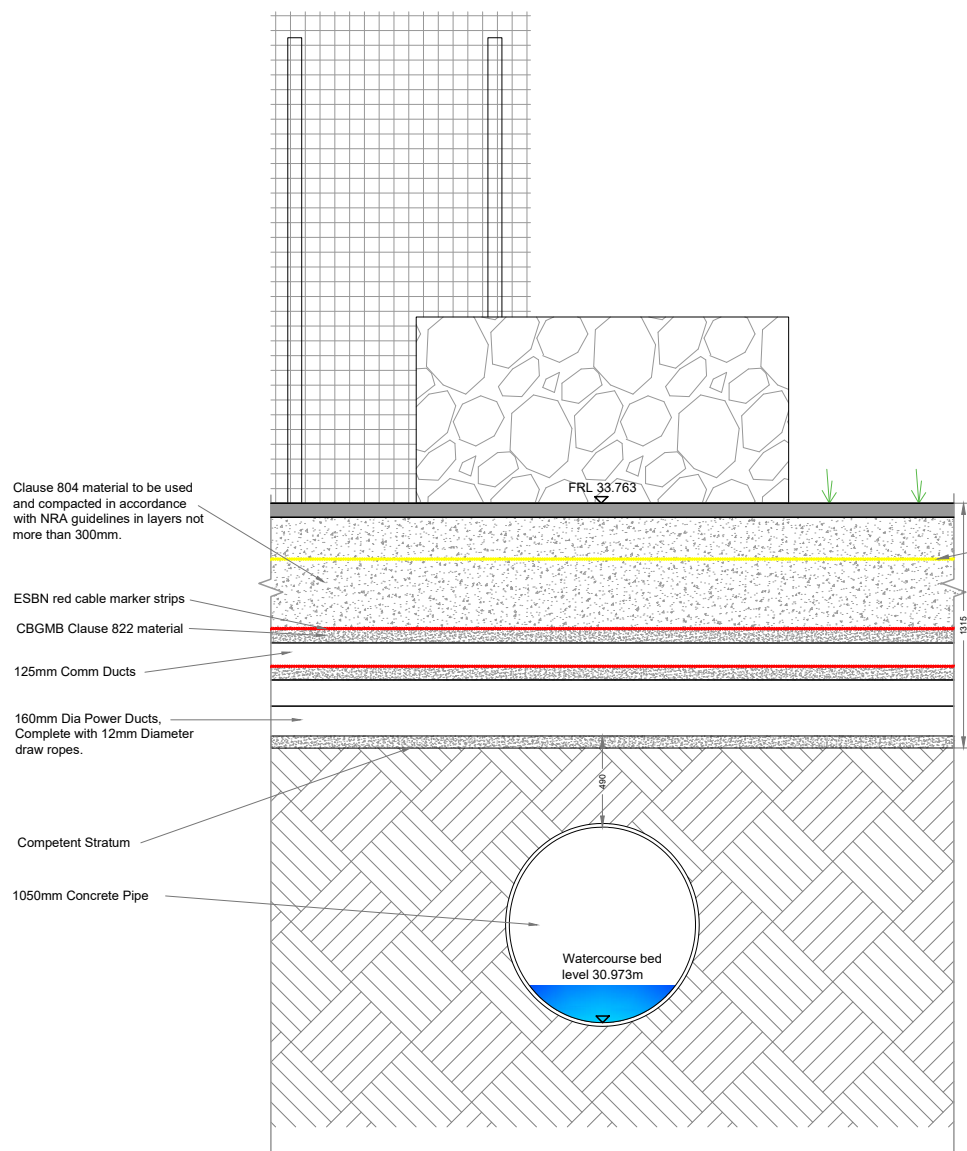 FRL 33.763
Clause 804 material to be used
and compacted in accordance
with NRA guidelines in layers not
more than 300mm.
ESBN red cable marker strips
CBGMB Clause 822 material
1315
125mm Comm Ducts
160mm Dia Power Ducts,
Complete with 12mm Diameter
draw ropes.
490
Competent Stratum
1050mm Concrete Pipe
Watercourse bed
level 30.973m